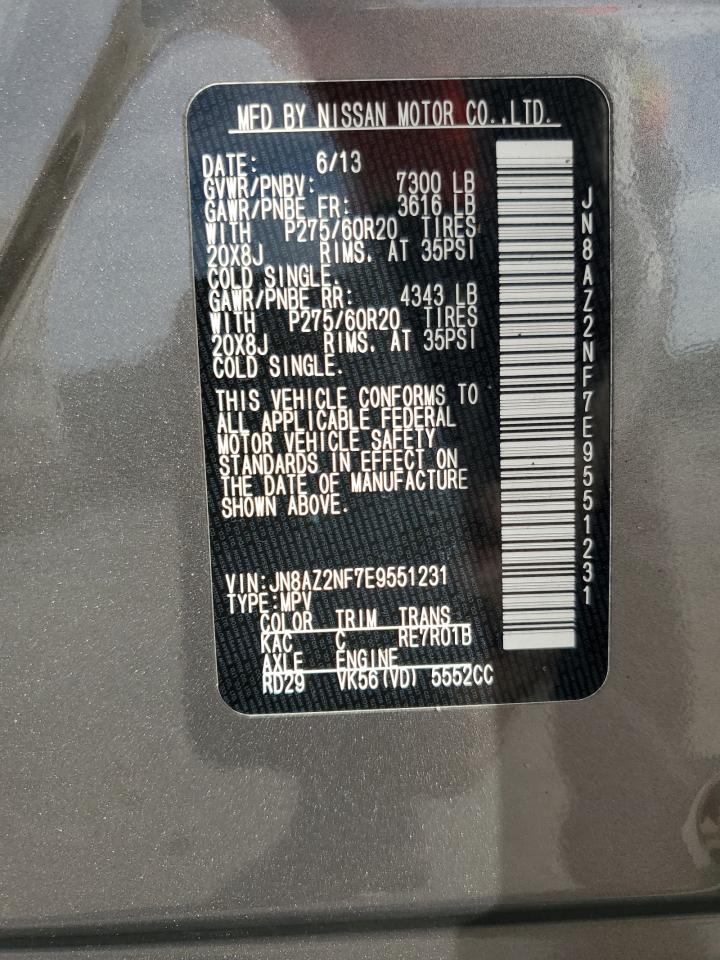 MFD BY NISSAN MOTOR CO.,LTD.
DATE: 6/13
GVWR/PNBV: 7300 LB
GAWR/PNBE FR: 3616 LB
WITH P275/60R20 TIRES
20X8J RIMS. AT 35PSI
COLD SINGLE.
GAWR/PNBE RR: 4343 LB
WITH P275/60R20 TIRES
20X8J RIMS. AT 35PSI
COLD SINGLE.
THIS VEHICLE CONFORMS TO
ALL APPLICABLE FEDERAL
MOTOR VEHICLE SAFETY
STANDARDS IN EFFECT ON
THE DATE OF MANUFACTURE
SHOWN ABOVE.
VIN:JN8AZ2NF7E9551231
TYPE:MPV
COLOR TRIM TRANS
KAC C RE7R01B
AXLE ENGINE
RD29 VK56(VD) 5552CC
JN8AZ2NF7E9551231